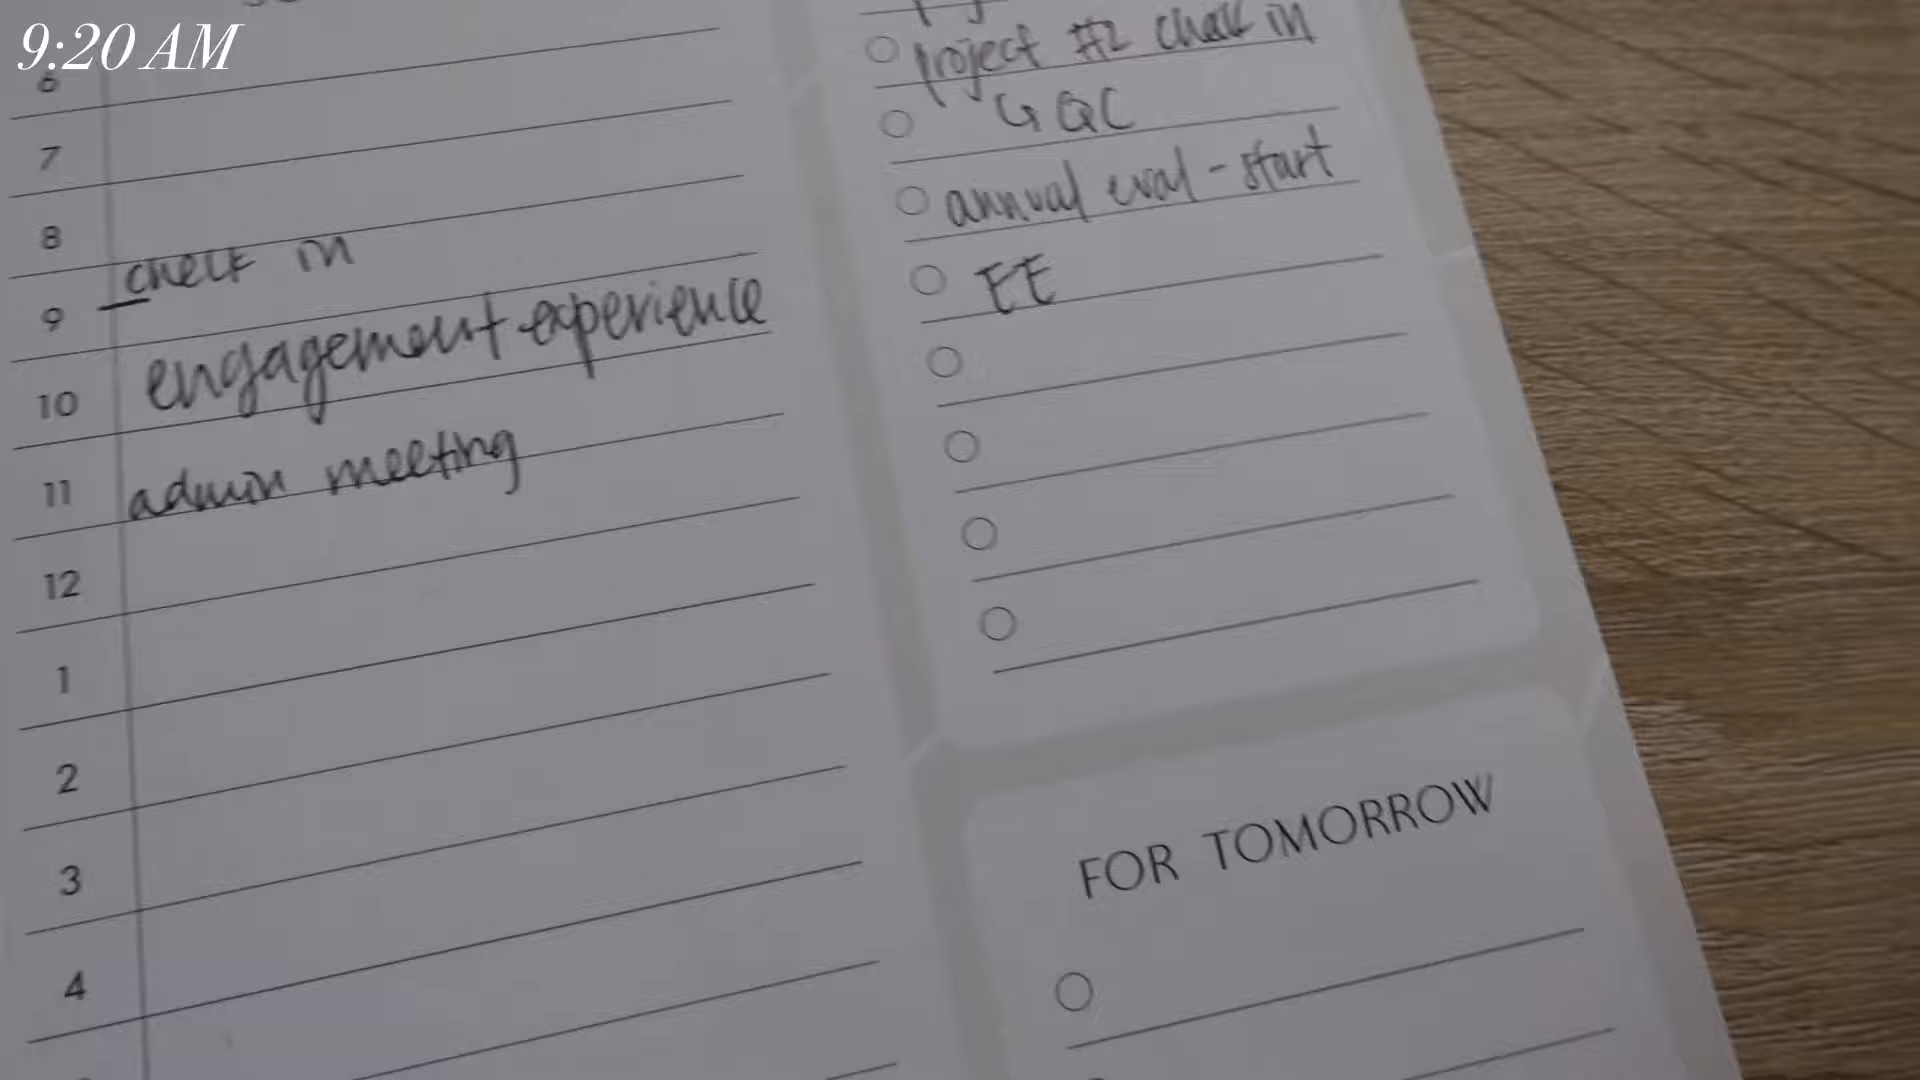 9:20 AM
6
7
8
check in
9
engagement experience
10
admin meeting
11
12
1
2
3
4
project #2 check in
↳ QC
annual eval - start
EE
FOR TOMORROW